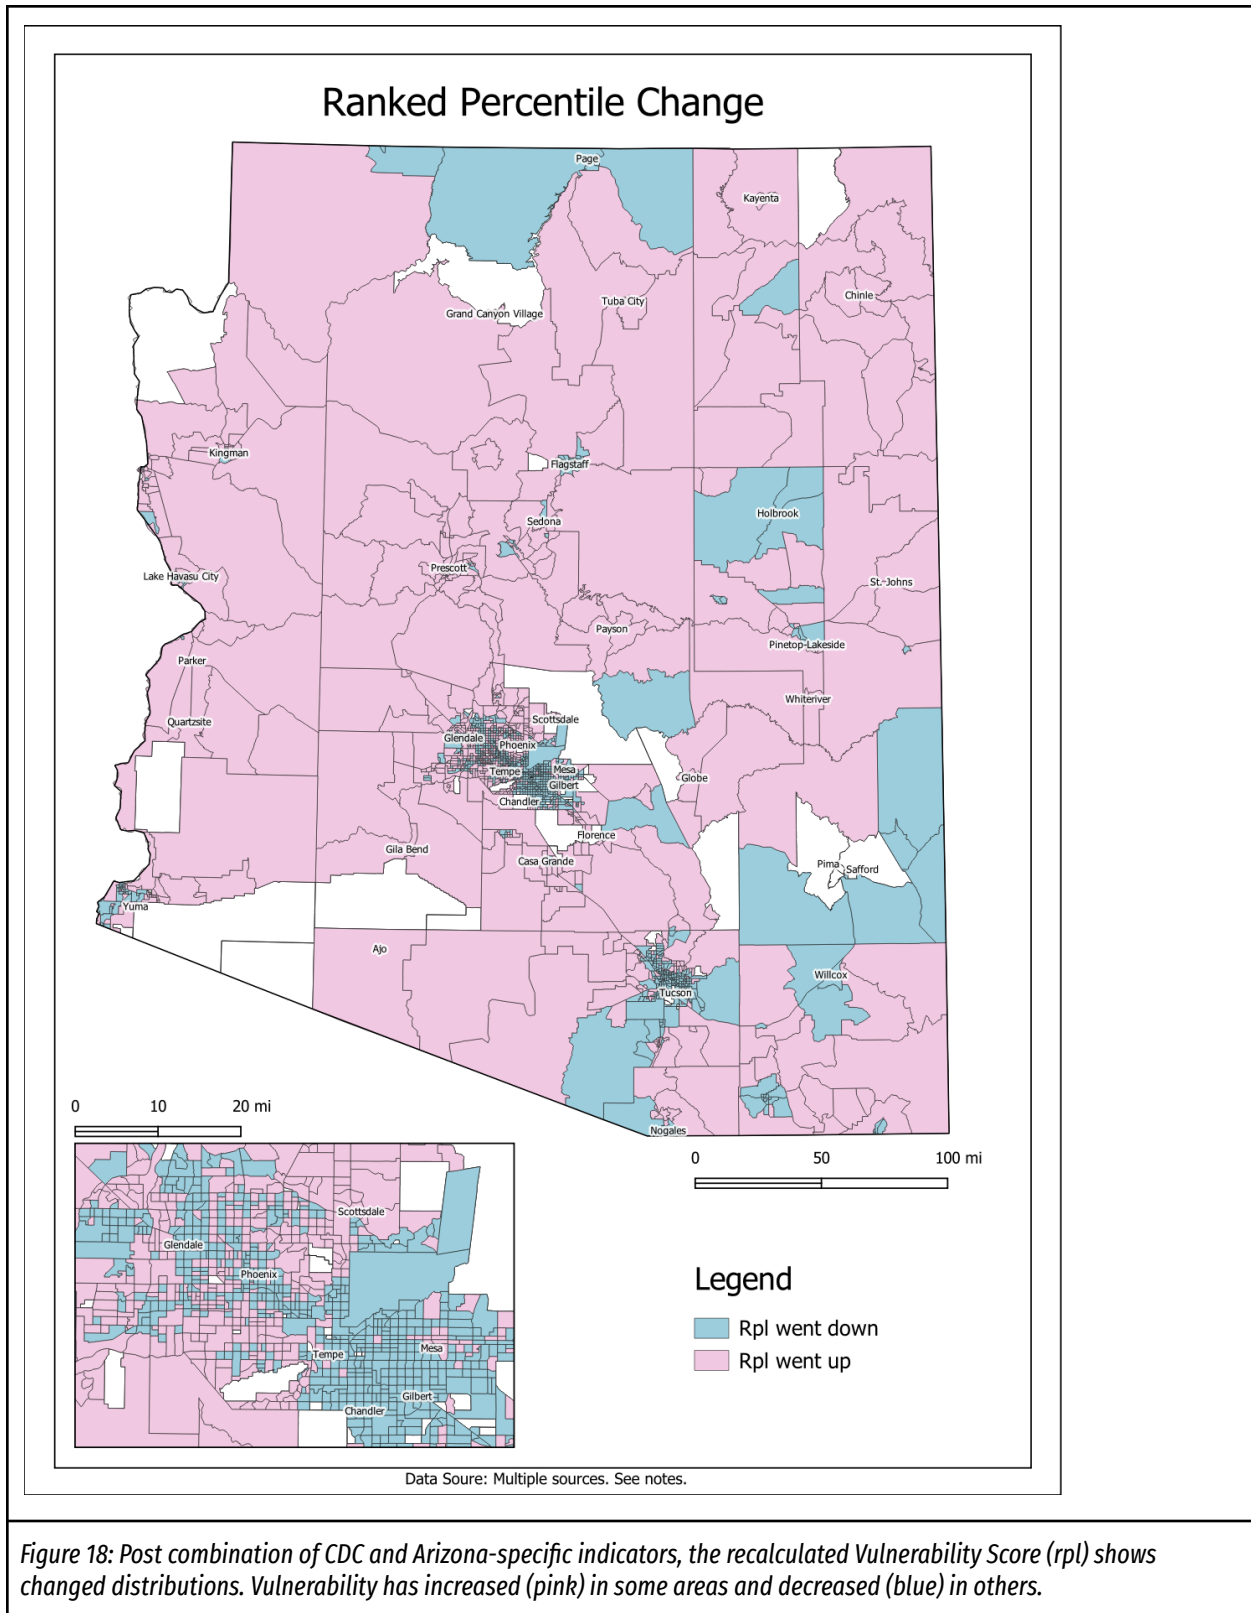 Ranked Percentile Change
Page
Kayenta
Chinle
Tuba City
Grand Canyon Village
Kingman
Flagstaff
Holbrook
Sedona
Prescott
Lake Havasu City
St. Johns
Payson
Pinetop-Lakeside
Parker
Whiteriver
Quartzsite
Scottsdale
Glendale
Phoenix
Tempe
Mesa
Gilbert
Globe
Chandler
Florence
Gila Bend
Casa Grande
Pima
Safford
Yuma
Ajo
Willcox
Tucson
Nogales
0 10 20 mi
0 50 100 mi
Scottsdale
Glendale
Phoenix
Tempe
Mesa
Gilbert
Chandler
Legend
Rpl went down
Rpl went up
Data Soure: Multiple sources. See notes.
Figure 18: Post combination of CDC and Arizona-specific indicators, the recalculated Vulnerability Score (rpl) shows
changed distributions. Vulnerability has increased (pink) in some areas and decreased (blue) in others.